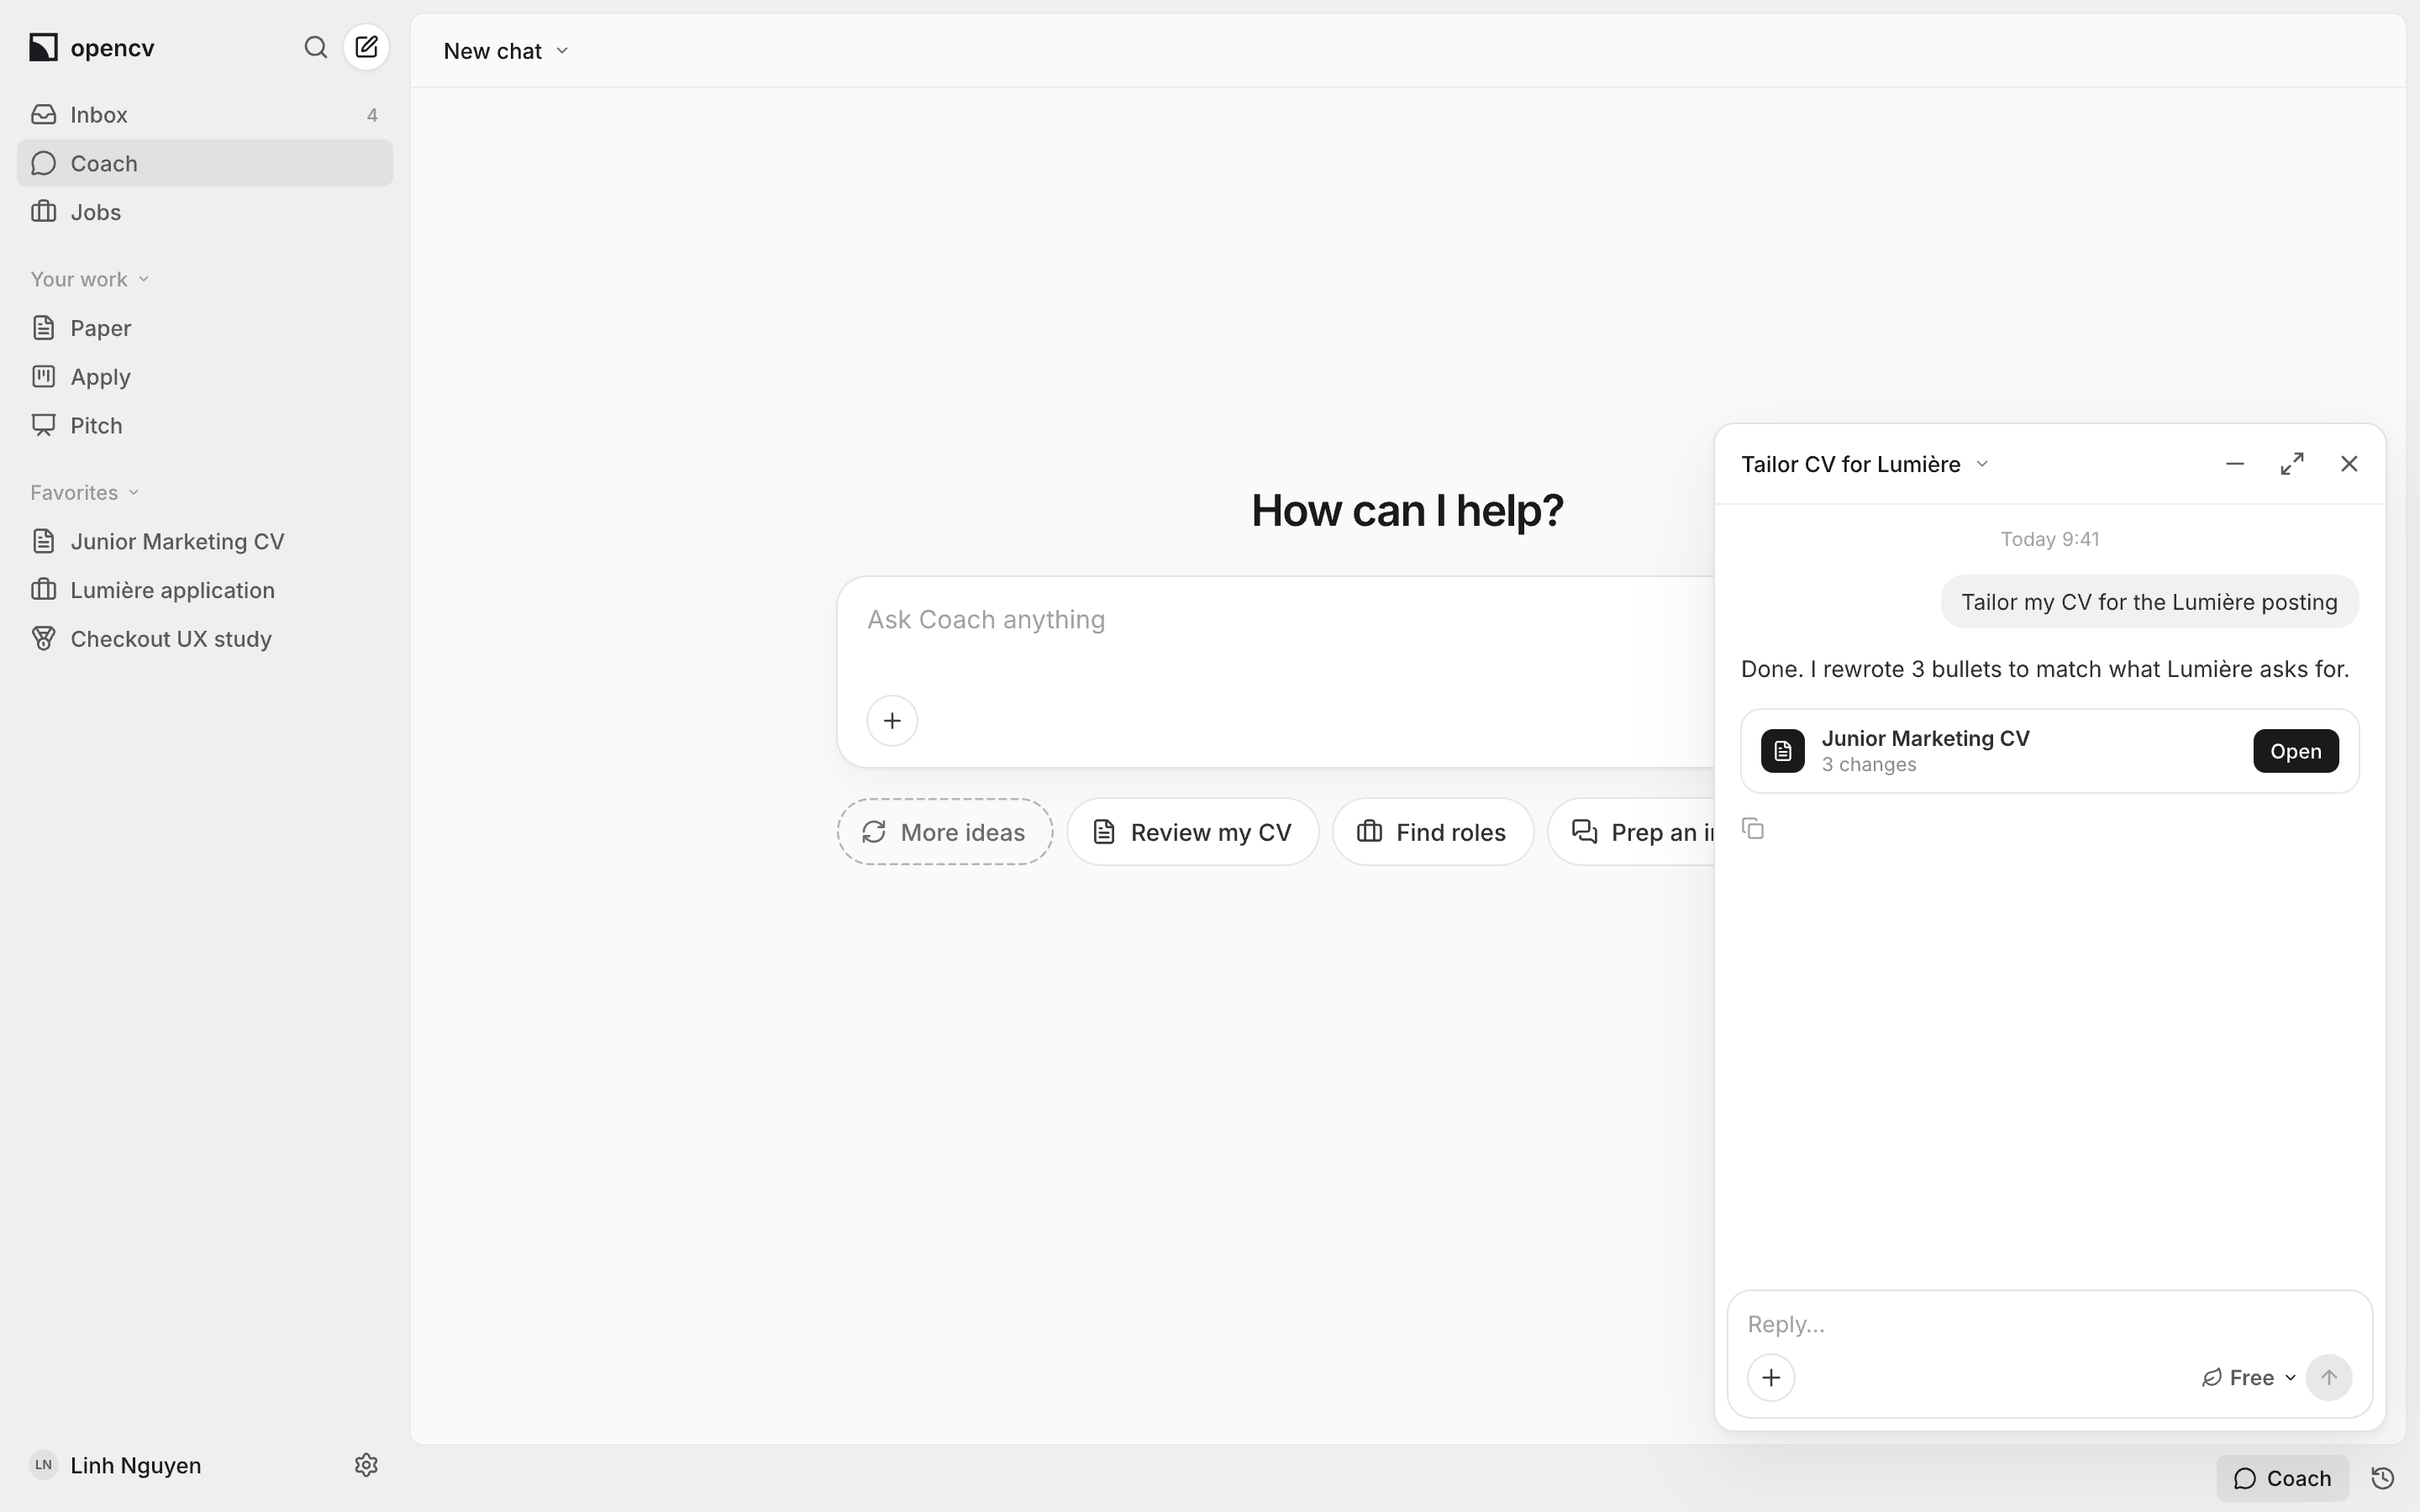 opencv
Inbox
4
Coach
Jobs
Your work
Paper
Apply
Pitch
Favorites
Junior Marketing CV
Lumière application
Checkout UX study
LN
Linh Nguyen
New chat
How can I help?
Ask Coach anything
More ideas
Review my CV
Find roles
Prep an i
Tailor CV for Lumière
Today 9:41
Tailor my CV for the Lumière posting
Done. I rewrote 3 bullets to match what Lumière asks for.
Junior Marketing CV
3 changes
Open
Reply...
Free
Coach